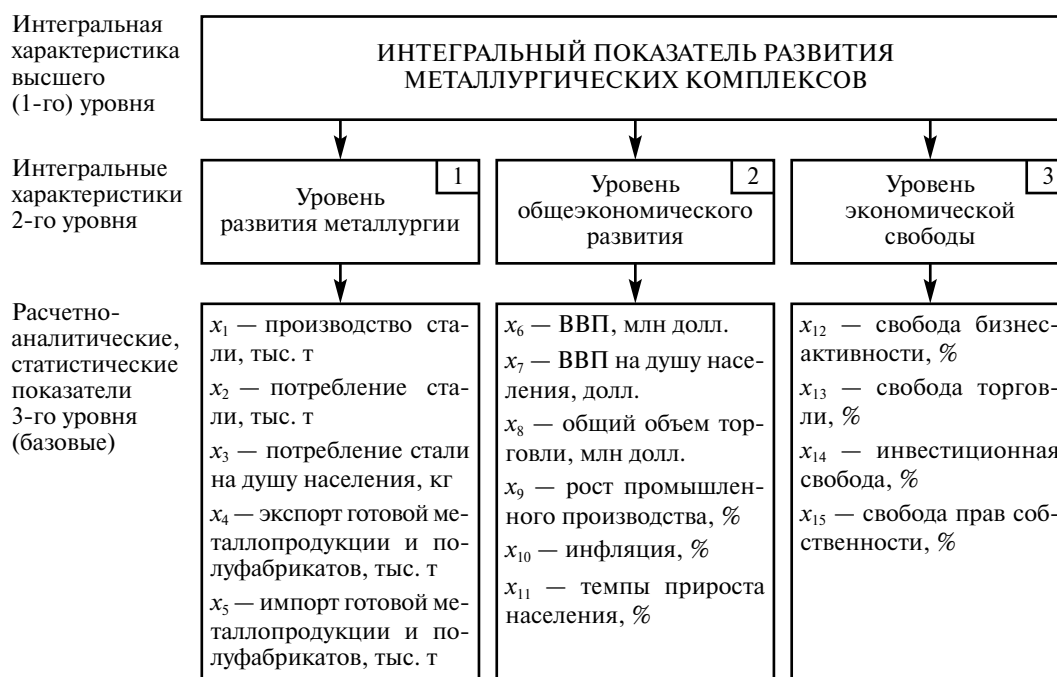 Интегральная
характеристика
высшего
(1-го) уровня
ИНТЕГРАЛЬНЫЙ ПОКАЗАТЕЛЬ РАЗВИТИЯ
МЕТАЛЛУРГИЧЕСКИХ КОМПЛЕКСОВ
Интегральные
характеристики
2-го уровня
1
Уровень
развития металлургии
2
Уровень
общеэкономического
развития
3
Уровень
экономической
свободы
Расчетно-
аналитические,
статистические
показатели
3-го уровня
(базовые)
x₁ — производство ста-
ли, тыс. т
x₂ — потребление ста-
ли, тыс. т
x₃ — потребление стали
на душу населения, кг
x₄ — экспорт готовой ме-
таллопродукции и по-
луфабрикатов, тыс. т
x₅ — импорт готовой ме-
таллопродукции и по-
луфабрикатов, тыс. т
x₆ — ВВП, млн долл.
x₇ — ВВП на душу насе-
ления, долл.
x₈ — общий объем тор-
говли, млн долл.
x₉ — рост промышлен-
ного производства, %
x₁₀ — инфляция, %
x₁₁ — темпы прироста
населения, %
x₁₂ — свобода бизнес-
активности, %
x₁₃ — свобода торгов-
ли, %
x₁₄ — инвестиционная
свобода, %
x₁₅ — свобода прав соб-
ственности, %